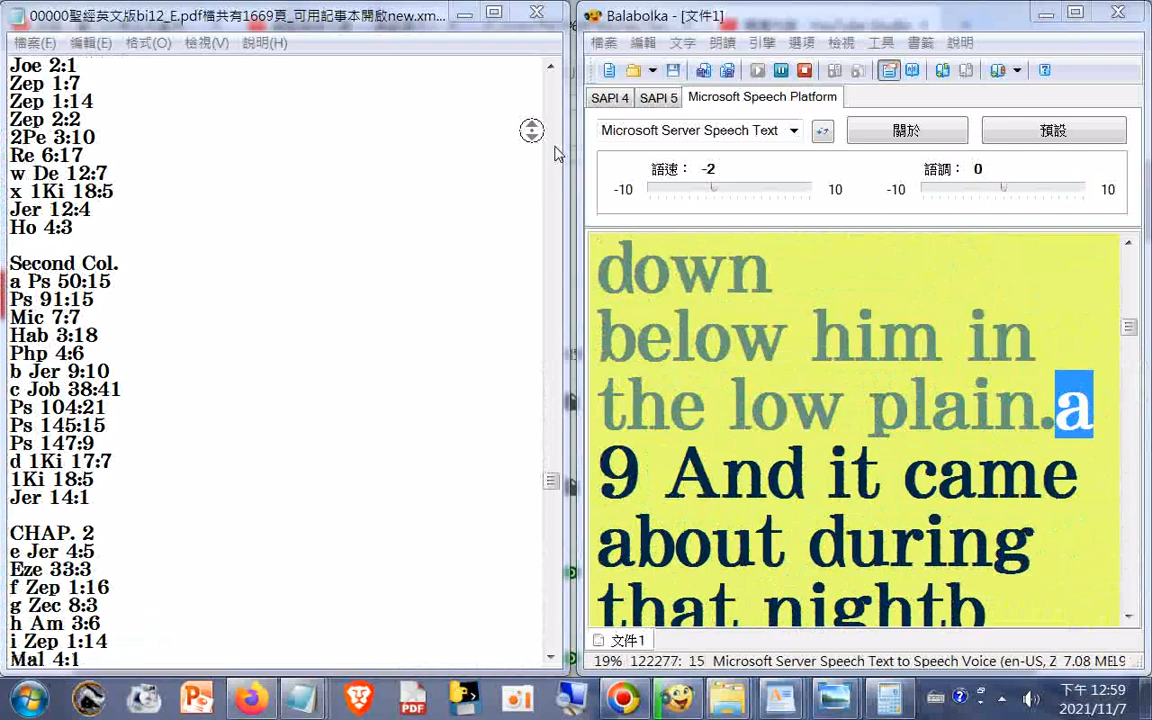 00000聖經英文版bi12_E.pdf檔共有1669頁_可用記事本開啟new.xm...
檔案(E) 編輯(E) 格式(O) 檢視(V) 說明(H)
Joe 2:1
Zep 1:7
Zep 1:14
Zep 2:2
2Pe 3:10
Re 6:17
w De 12:7
x 1Ki 18:5
Jer 12:4
Ho 4:3
Second Col.
a Ps 50:15
Ps 91:15
Mic 7:7
Hab 3:18
Php 4:6
b Jer 9:10
c Job 38:41
Ps 104:21
Ps 145:15
Ps 147:9
d 1Ki 17:7
1Ki 18:5
Jer 14:1
CHAP. 2
e Jer 4:5
Eze 33:3
f Zep 1:16
g Zec 8:3
h Am 3:6
i Zep 1:14
Mal 4:1
Balabolka - [文件1]
檔案 編輯 文字 朗讀 引擎 選項 檢視 工具 書籤 說明
SAPI 4 SAPI 5 Microsoft Speech Platform
Microsoft Server Speech Text 關於 預設
語速： -2 語調： 0
-10 10 -10 10
down
below him in
the low plain.a
9 And it came
about during
that nightb
文件1
19% 122277: 15 Microsoft Server Speech Text to Speech Voice (en-US, Z 7.08 ME
下午 12:59
2021/11/7